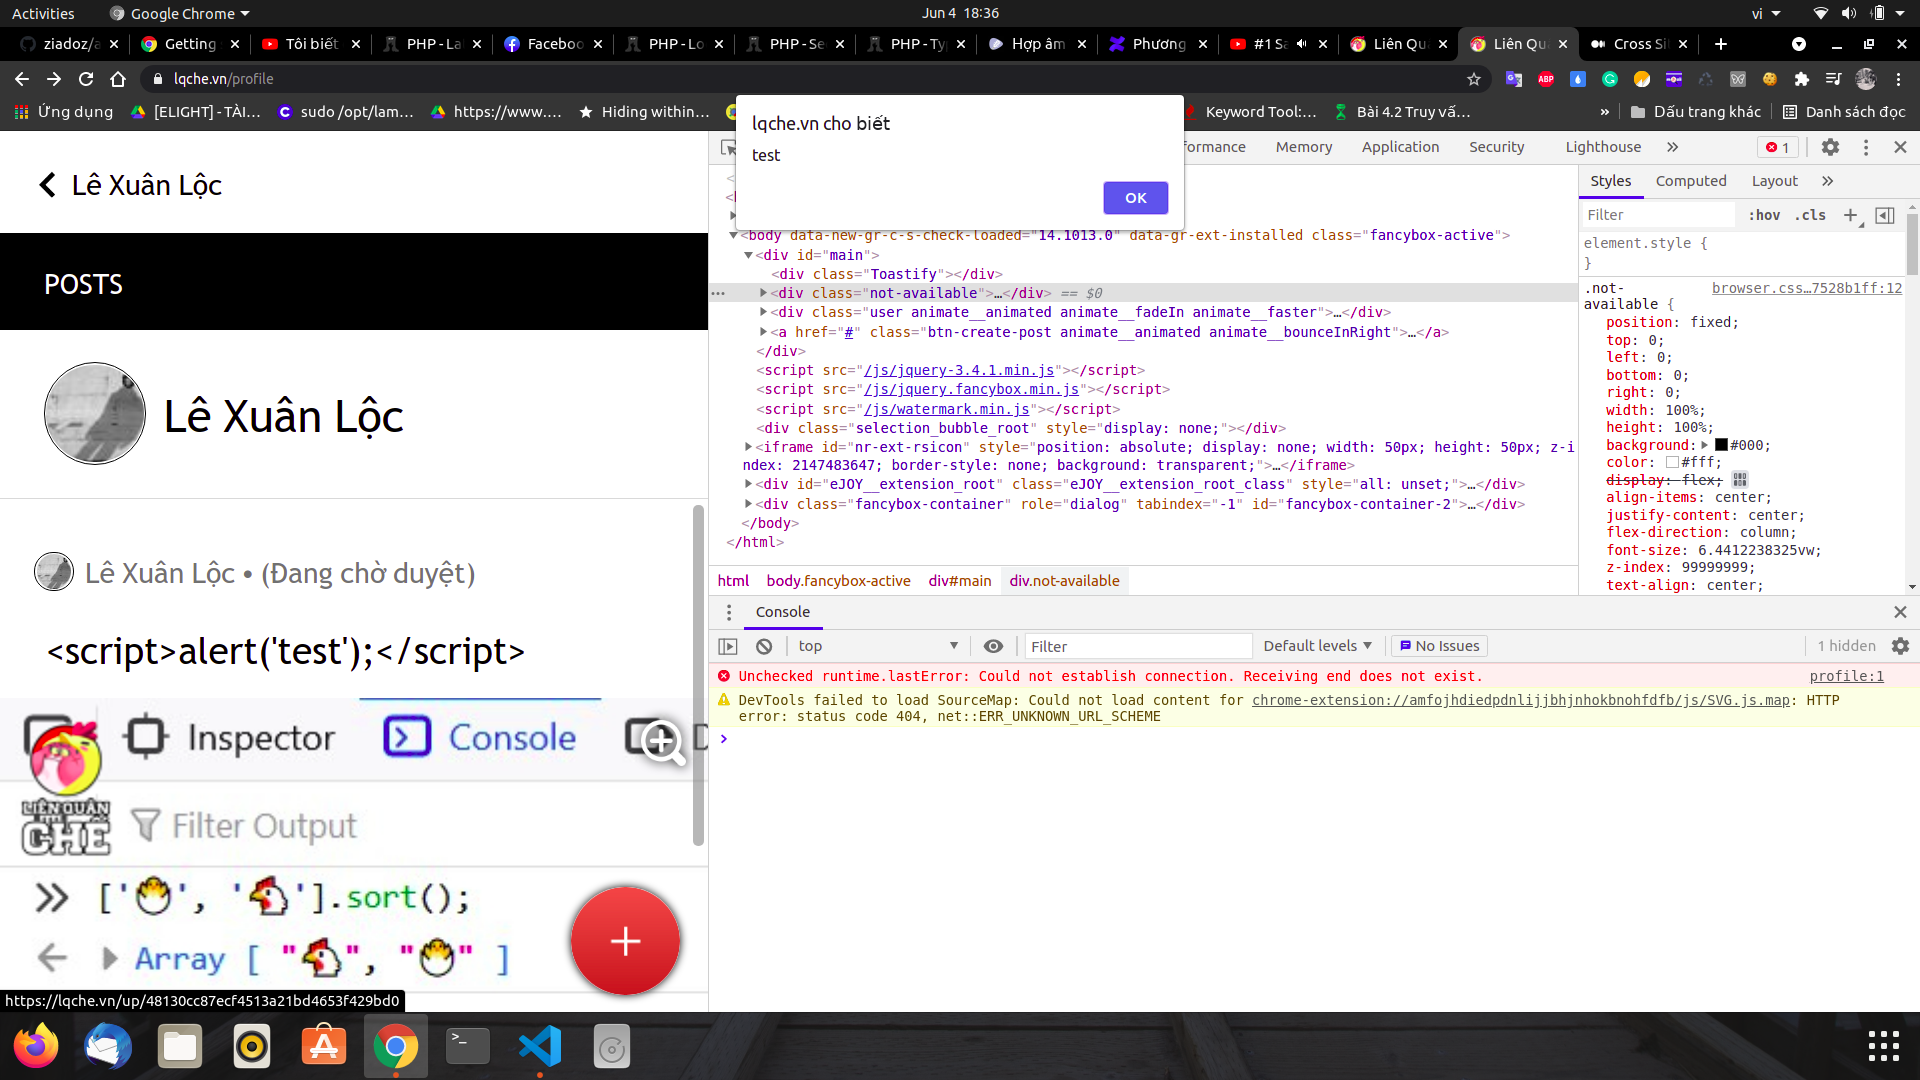 Activities
Google Chrome
Jun 4 18:36
vi
ziadoz/a
Getting
Tôi biết
PHP - La
Faceboo
PHP - Lo
PHP - Se
PHP - Ty
Hợp âm
Phương
#1 Sa
Liên Qu
Liên Qu
Cross Si
lqche.vn/profile
Ứng dụng
[ELIGHT] - TÀI…
sudo /opt/lam…
https://www.…
Hiding within…
Keyword Tool:…
Bài 4.2 Truy vấ…
»
Dấu trang khác
Danh sách đọc
lqche.vn cho biết
test
OK
Lê Xuân Lộc
POSTS
Lê Xuân Lộc
Lê Xuân Lộc • (Đang chờ duyệt)
<script>alert('test');</script>
Inspector
Console
LIÊN QUÂN
CHẾ
Filter Output
>> ['🐣', '🐔'].sort();
Array [ "🐔", "🐣" ]
https://lqche.vn/up/48130cc87ecf4513a21bd4653f429bd0
formance
Memory
Application
Security
Lighthouse
»
1
<body data-new-gr-c-s-check-loaded="14.1013.0" data-gr-ext-installed class="fancybox-active">
<div id="main">
<div class="Toastify"></div>
<div class="not-available">…</div> == $0
<div class="user animate__animated animate__fadeIn animate__faster">…</div>
<a href="#" class="btn-create-post animate__animated animate__bounceInRight">…</a>
</div>
<script src="/js/jquery-3.4.1.min.js"></script>
<script src="/js/jquery.fancybox.min.js"></script>
<script src="/js/watermark.min.js"></script>
<div class="selection_bubble_root" style="display: none;"></div>
<iframe id="nr-ext-rsicon" style="position: absolute; display: none; width: 50px; height: 50px; z-i
ndex: 2147483647; border-style: none; background: transparent;">…</iframe>
<div id="eJOY__extension_root" class="eJOY__extension_root_class" style="all: unset;">…</div>
<div class="fancybox-container" role="dialog" tabindex="-1" id="fancybox-container-2">…</div>
</body>
</html>
html
body.fancybox-active
div#main
div.not-available
Styles
Computed
Layout
»
Filter
:hov
.cls
element.style {
}
.not-
available {
browser.css…7528b1ff:12
position: fixed;
top: 0;
left: 0;
bottom: 0;
right: 0;
width: 100%;
height: 100%;
background: #000;
color: #fff;
display: flex;
align-items: center;
justify-content: center;
flex-direction: column;
font-size: 6.4412238325vw;
z-index: 99999999;
text-align: center;
Console
top
Filter
Default levels
No Issues
1 hidden
Unchecked runtime.lastError: Could not establish connection. Receiving end does not exist.
profile:1
DevTools failed to load SourceMap: Could not load content for chrome-extension://amfojhdiedpdnlijjbhjnhokbnohfdfb/js/SVG.js.map: HTTP
error: status code 404, net::ERR_UNKNOWN_URL_SCHEME